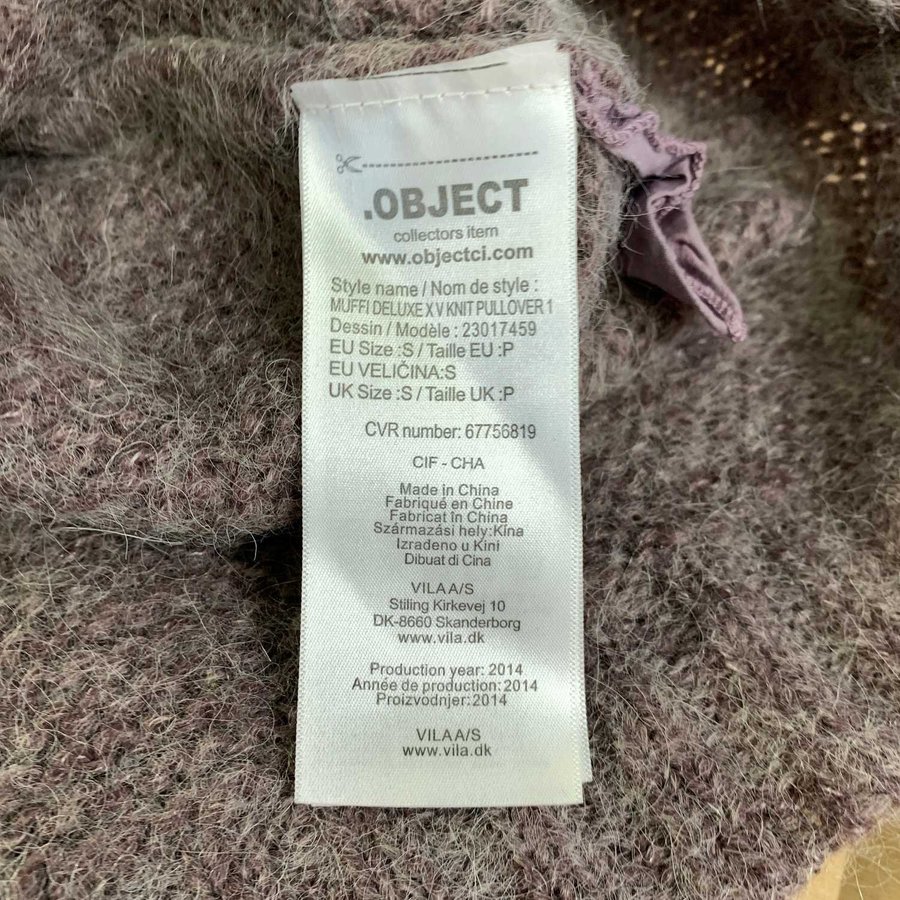 .OBJECT
collectors item
www.objectci.com
Style name / Nom de style :
MUFFI DELUXE X V KNIT PULLOVER 1
Dessin / Modèle : 23017459
EU Size :S / Taille EU :P
EU VELIČINA:S
UK Size :S / Taille UK :P
CVR number: 67756819
CIF - CHA
Made in China
Fabriqué en Chine
Fabricat în China
Származási hely:Kína
Izradeno u Kini
Dibuat di Cina
VILA A/S
Stiling Kirkevej 10
DK-8660 Skanderborg
www.vila.dk
Production year: 2014
Année de production: 2014
Proizvodnjer: 2014
VILA A/S
www.vila.dk